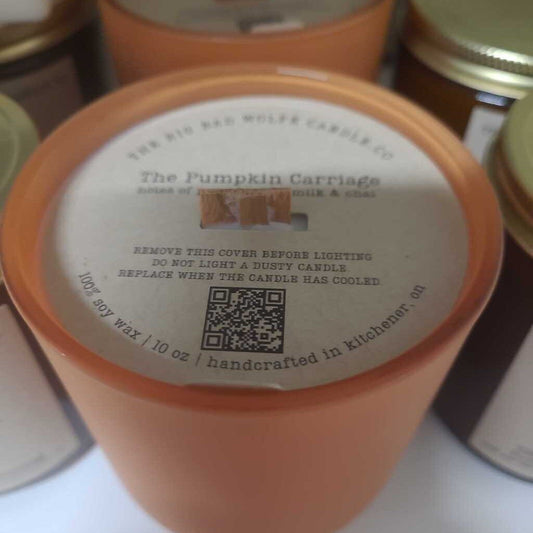 THE BIG BAD WOLFE CANDLE CO
The Pumpkin Carriage
notes of milk & chai
REMOVE THIS COVER BEFORE LIGHTING
DO NOT LIGHT A DUSTY CANDLE
REPLACE WHEN THE CANDLE HAS COOLED
100% soy wax | 10 oz | handcrafted in kitchener, on